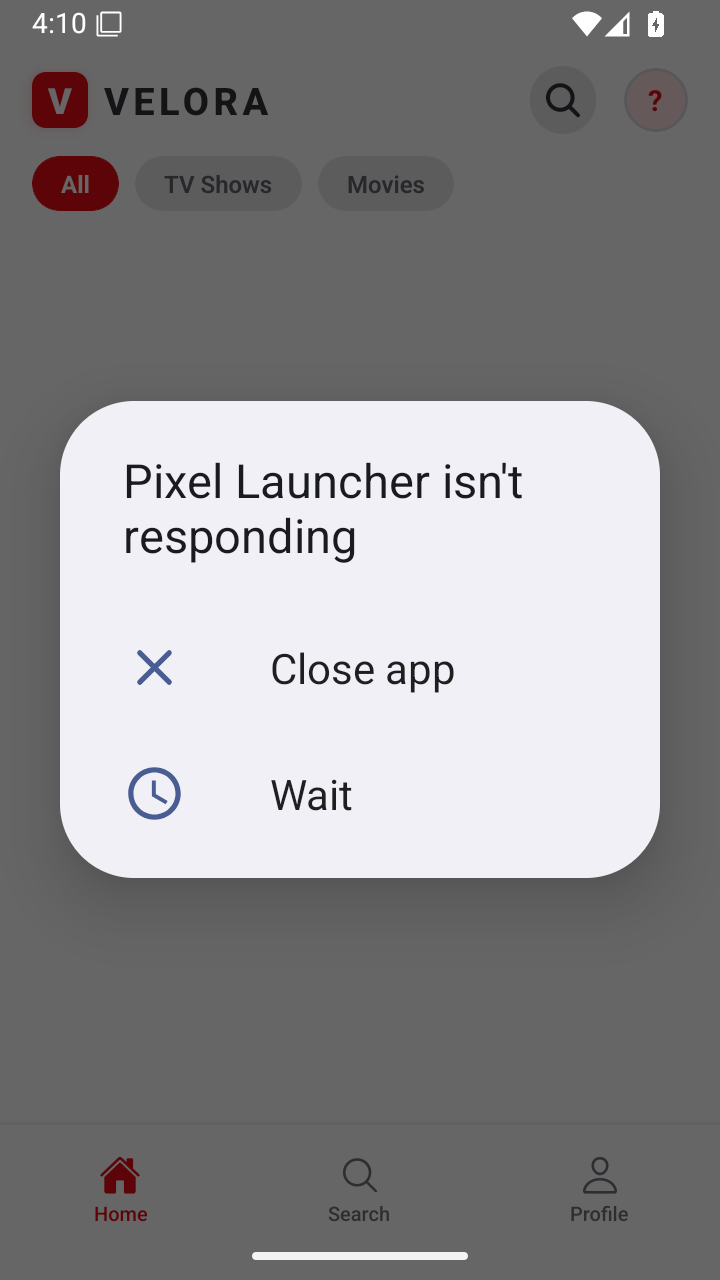 4:10
V VELORA ?
All TV Shows Movies
Pixel Launcher isn't
responding
Close app
Wait
Home Search Profile